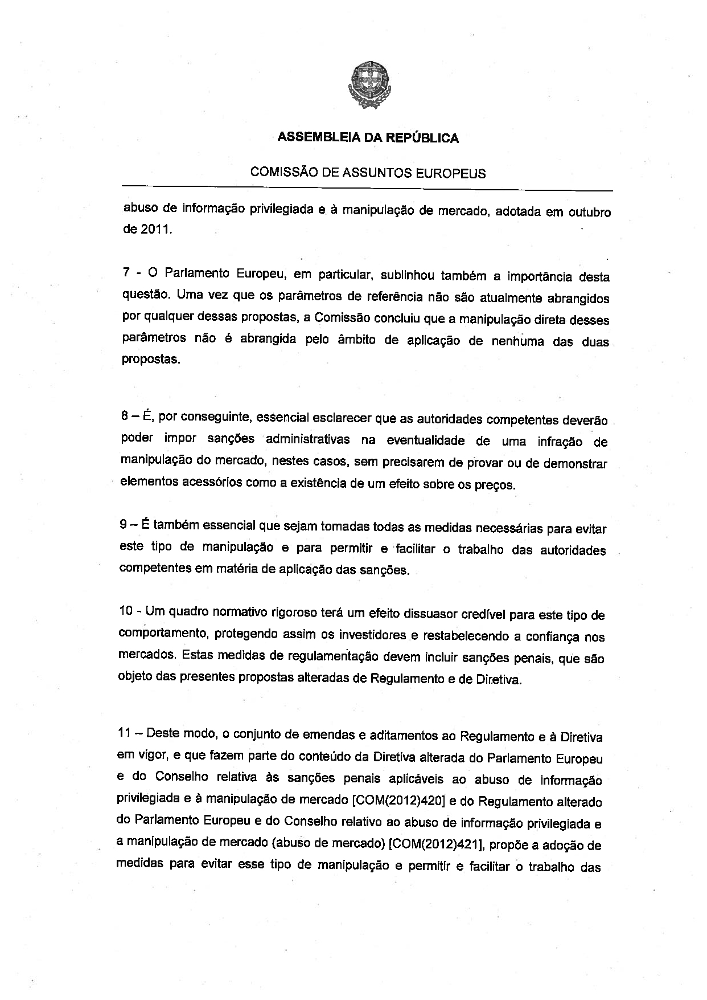 ASSEMBLEIA DA REPÚBLICA
COMISSÃO DE ASSUNTOS EUROPEUS
abuso de informação privilegiada e à manipulação de mercado, adotada em outubro
de 2011.
7 - O Parlamento Europeu, em particular, sublinhou também a importância desta
questão. Uma vez que os parâmetros de referência não são atualmente abrangidos
por qualquer dessas propostas, a Comissão concluiu que a manipulação direta desses
parâmetros não é abrangida pelo âmbito de aplicação de nenhuma das duas
propostas.
8 – É, por conseguinte, essencial esclarecer que as autoridades competentes deverão
poder impor sanções administrativas na eventualidade de uma infração de
manipulação do mercado, nestes casos, sem precisarem de provar ou de demonstrar
elementos acessórios como a existência de um efeito sobre os preços.
9 – É também essencial que sejam tomadas todas as medidas necessárias para evitar
este tipo de manipulação e para permitir e facilitar o trabalho das autoridades
competentes em matéria de aplicação das sanções.
10 - Um quadro normativo rigoroso terá um efeito dissuasor credível para este tipo de
comportamento, protegendo assim os investidores e restabelecendo a confiança nos
mercados. Estas medidas de regulamentação devem incluir sanções penais, que são
objeto das presentes propostas alteradas de Regulamento e de Diretiva.
11 – Deste modo, o conjunto de emendas e aditamentos ao Regulamento e à Diretiva
em vigor, e que fazem parte do conteúdo da Diretiva alterada do Parlamento Europeu
e do Conselho relativa às sanções penais aplicáveis ao abuso de informação
privilegiada e à manipulação de mercado [COM(2012)420] e do Regulamento alterado
do Parlamento Europeu e do Conselho relativo ao abuso de informação privilegiada e
a manipulação de mercado (abuso de mercado) [COM(2012)421], propõe a adoção de
medidas para evitar esse tipo de manipulação e permitir e facilitar o trabalho das